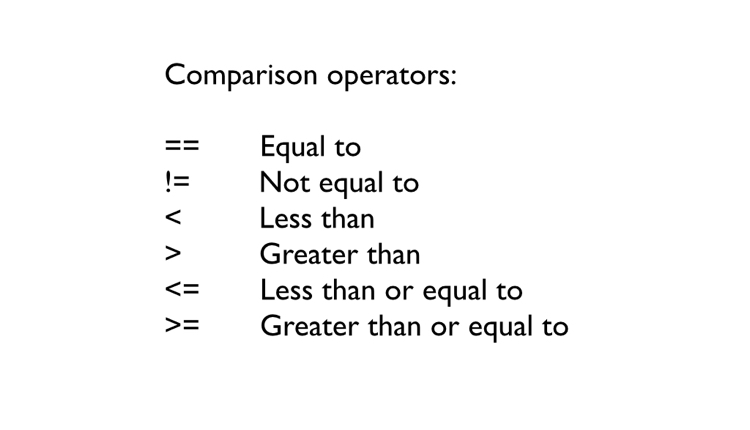 Comparison operators:
== Equal to
!= Not equal to
< Less than
> Greater than
<= Less than or equal to
>= Greater than or equal to